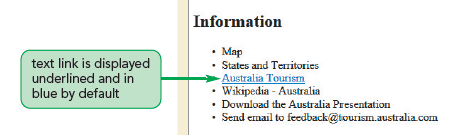 Information
Map
text link is displayed
underlined and in
blue by default
States and Territories
Australia Tourism
Wikipedia - Australia
Download the Australia Presentation
Send email to feedback@tourism.australia.com